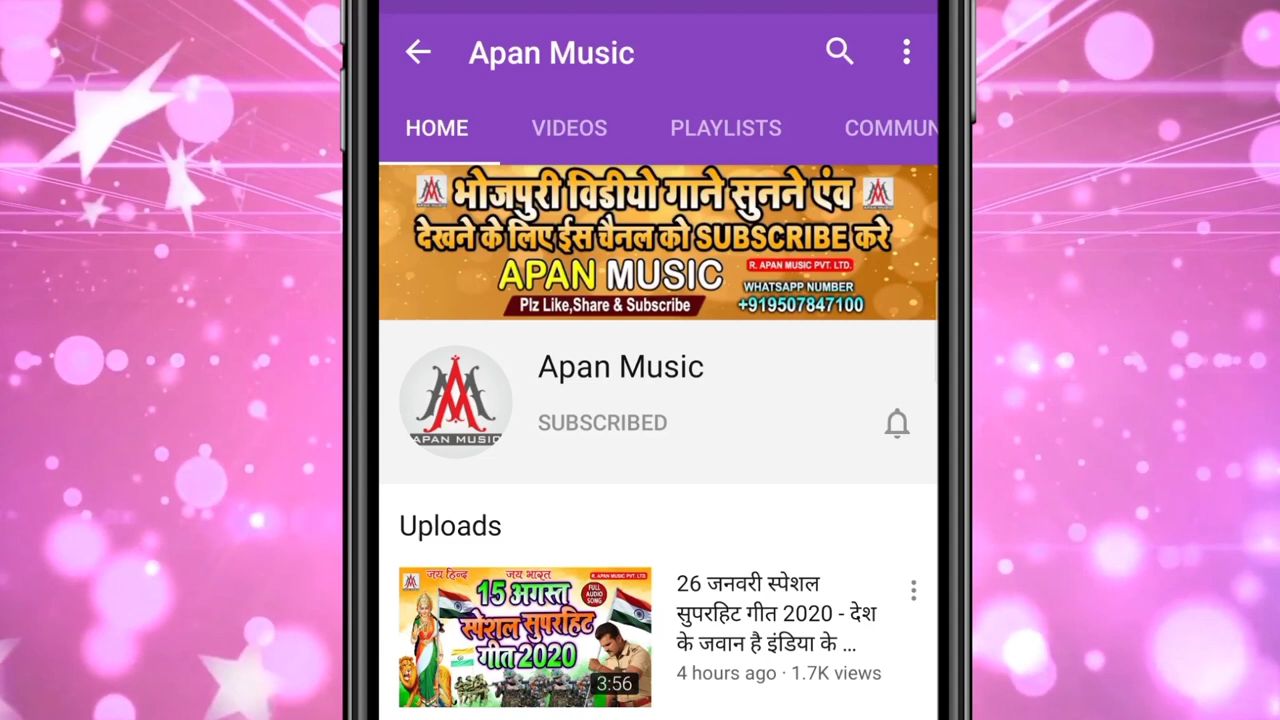 Apan Music
HOME VIDEOS PLAYLISTS COMMUN
भोजपुरी विडीयो गाने सुनने एंव
देखने के लिए ईस चैनल को SUBSCRIBE करे
APAN MUSIC
R. APAN MUSIC PVT. LTD.
WHATSAPP NUMBER
Plz Like,Share & Subscribe
+919507847100
Apan Music
SUBSCRIBED
APAN MUSIC
Uploads
जय हिन्द जय भारत
R. APAN MUSIC PVT. LTD
15 अगस्त
FULL
AUDIO
SONG
स्पेशल सुपरहिट
गीत 2020
3:56
26 जनवरी स्पेशल
सुपरहिट गीत 2020 - देश
के जवान है इंडिया के ...
4 hours ago · 1.7K views